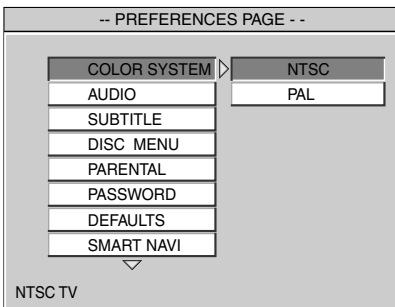 -- PREFERENCES PAGE - -
COLOR SYSTEM NTSC
AUDIO PAL
SUBTITLE
DISC MENU
PARENTAL
PASSWORD
DEFAULTS
SMART NAVI
NTSC TV